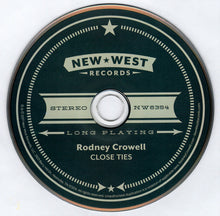 NEW WEST
RECORDS
STEREO NW6394
LONG PLAYING
Rodney Crowell
CLOSE TIES